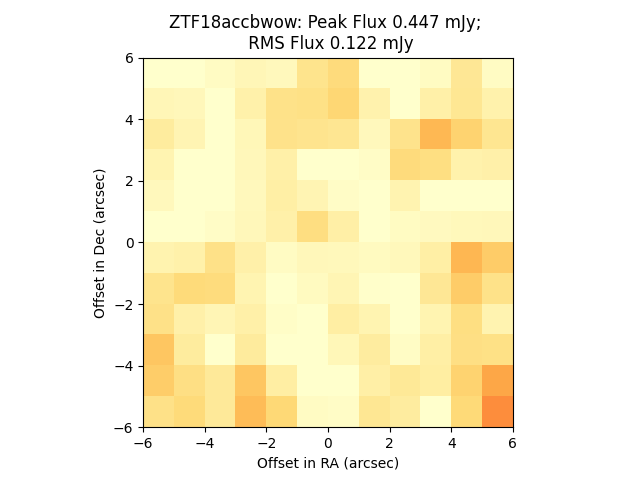 ZTF18accbwow: Peak Flux 0.447 mJy;
RMS Flux 0.122 mJy
6
4
2
0
−2
−4
−6
Offset in Dec (arcsec)
−6 −4 −2 0 2 4 6
Offset in RA (arcsec)